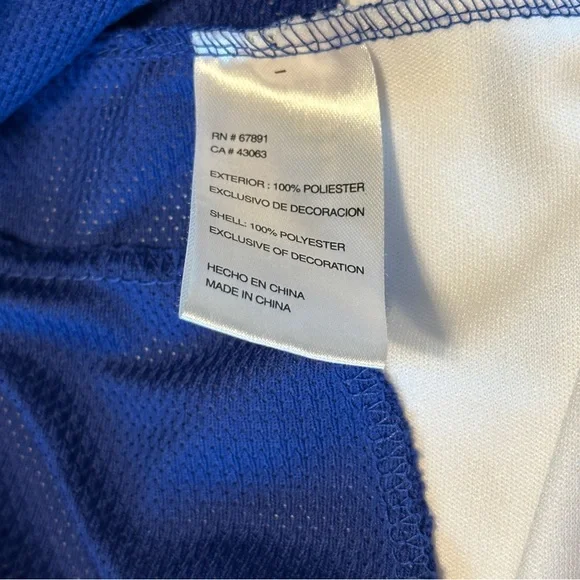 RN # 67891
CA # 43063
EXTERIOR : 100% POLIESTER
EXCLUSIVO DE DECORACION
SHELL: 100% POLYESTER
EXCLUSIVE OF DECORATION
HECHO EN CHINA
MADE IN CHINA